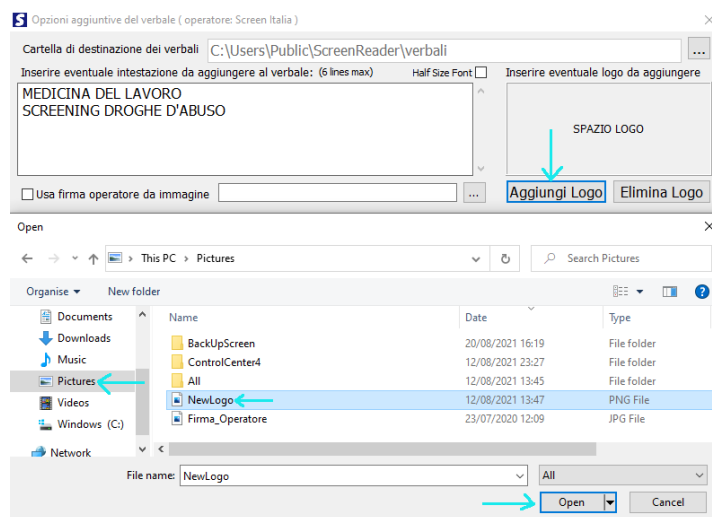 S Opzioni aggiuntive del verbale ( operatore: Screen Italia )
Cartella di destinazione dei verbali C:\Users\Public\ScreenReader\verbali ...
Inserire eventuale intestazione da aggiungere al verbale: (6 lines max) Half Size Font Inserire eventuale logo da aggiungere
MEDICINA DEL LAVORO
SCREENING DROGHE D'ABUSO
SPAZIO LOGO
Usa firma operatore da immagine ... Aggiungi Logo Elimina Logo
Open
This PC > Pictures Search Pictures
Organise New folder ?
Documents Name Date Type
BackUpScreen 20/08/2021 16:19 File folder
Downloads
Music ControlCenter4 12/08/2021 23:27 File folder
Pictures All 12/08/2021 13:45 File folder
Videos NewLogo 12/08/2021 13:47 PNG File
Windows (C:) Firma_Operatore 23/07/2020 12:09 JPG File
Network
File name: NewLogo All
Open Cancel